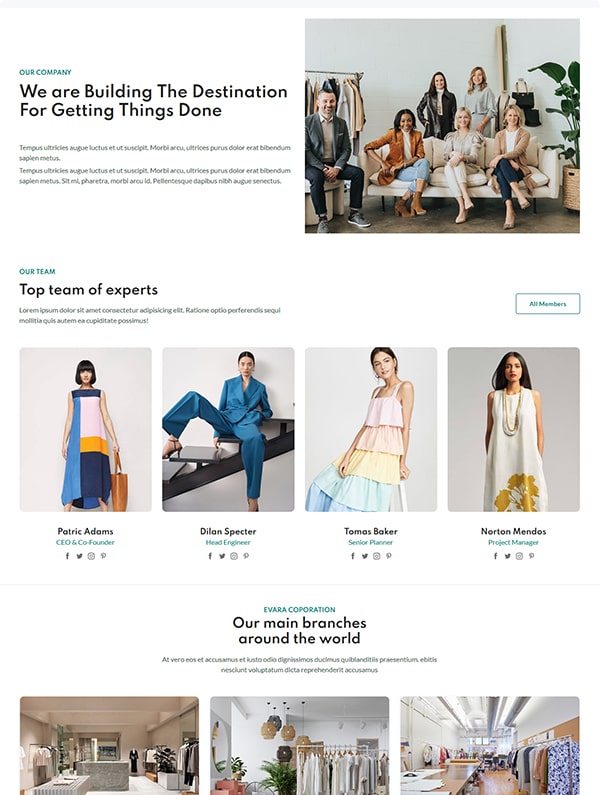 OUR COMPANY
We are Building The Destination
For Getting Things Done
Tempus ultricies augue luctus et ut suscipit. Morbi arcu, ultrices purus dolor erat bibendum
sapien metus.
Tempus ultricies augue luctus et ut suscipit. Morbi arcu, ultrices purus dolor erat bibendum
sapien metus. Sit mi, pharetra, morbi arcu id. Pellentesque dapibus nibh augue senectus.
OUR TEAM
Top team of experts
Lorem ipsum dolor sit amet consectetur adipisicing elit. Ratione optio perferendis sequi
mollitia quis autem ea cupiditate possimus!
All Members
Patric Adams
CEO & Co-Founder
Dilan Specter
Head Engineer
Tomas Baker
Senior Planner
Norton Mendos
Project Manager
EVARA COPORATION
Our main branches
around the world
At vero eos et accusamus et iusto odio dignissimos ducimus quiblanditiis praesentium. ebitis
nesciunt voluptatum dicta reprehenderit accusamus